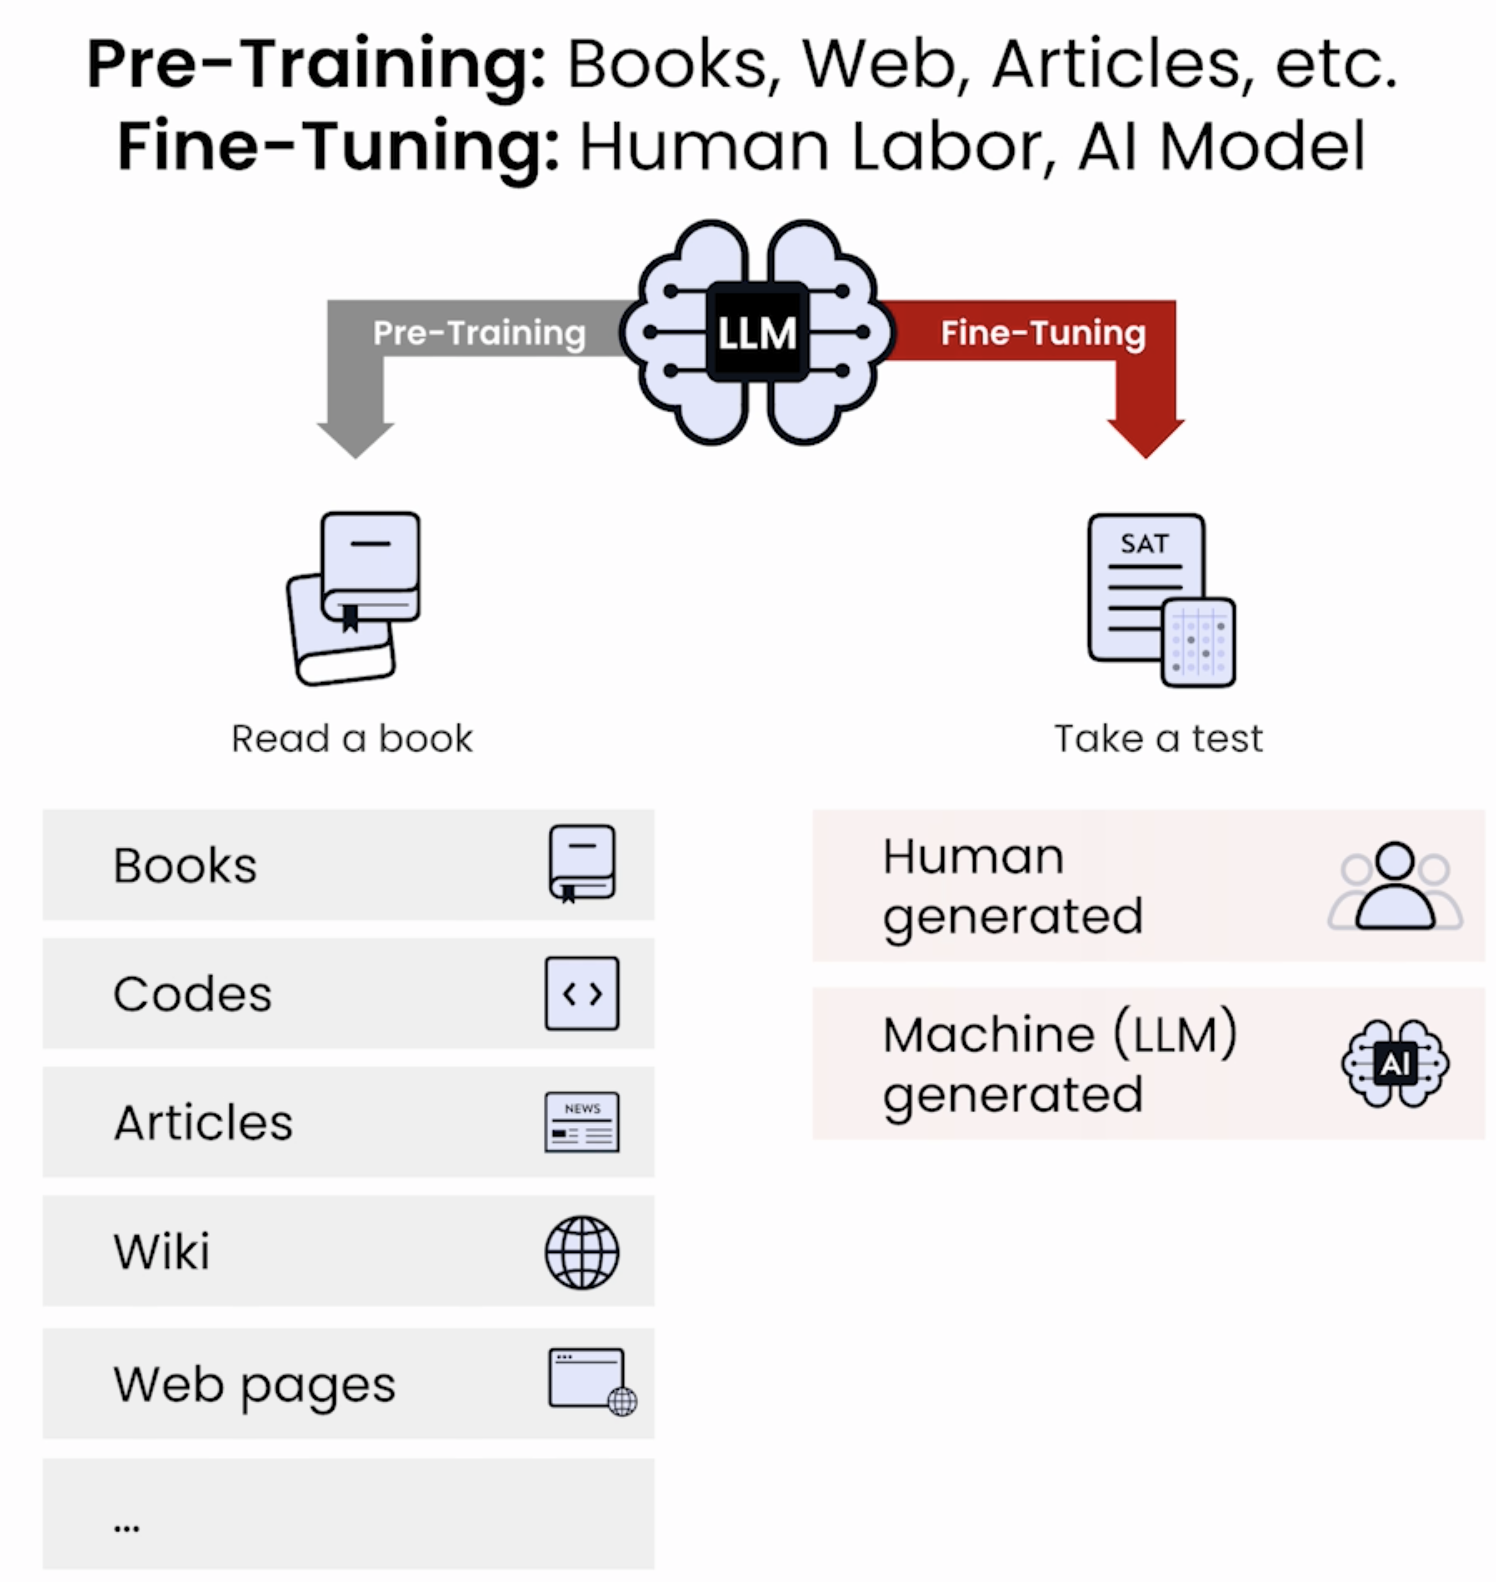 Pre-Training: Books, Web, Articles, etc.
Fine-Tuning: Human Labor, AI Model
Pre-Training
LLM
Fine-Tuning
SAT
Read a book
Take a test
Books
Codes
Articles
NEWS
Wiki
Web pages
...
Human
generated
Machine (LLM)
generated
AI